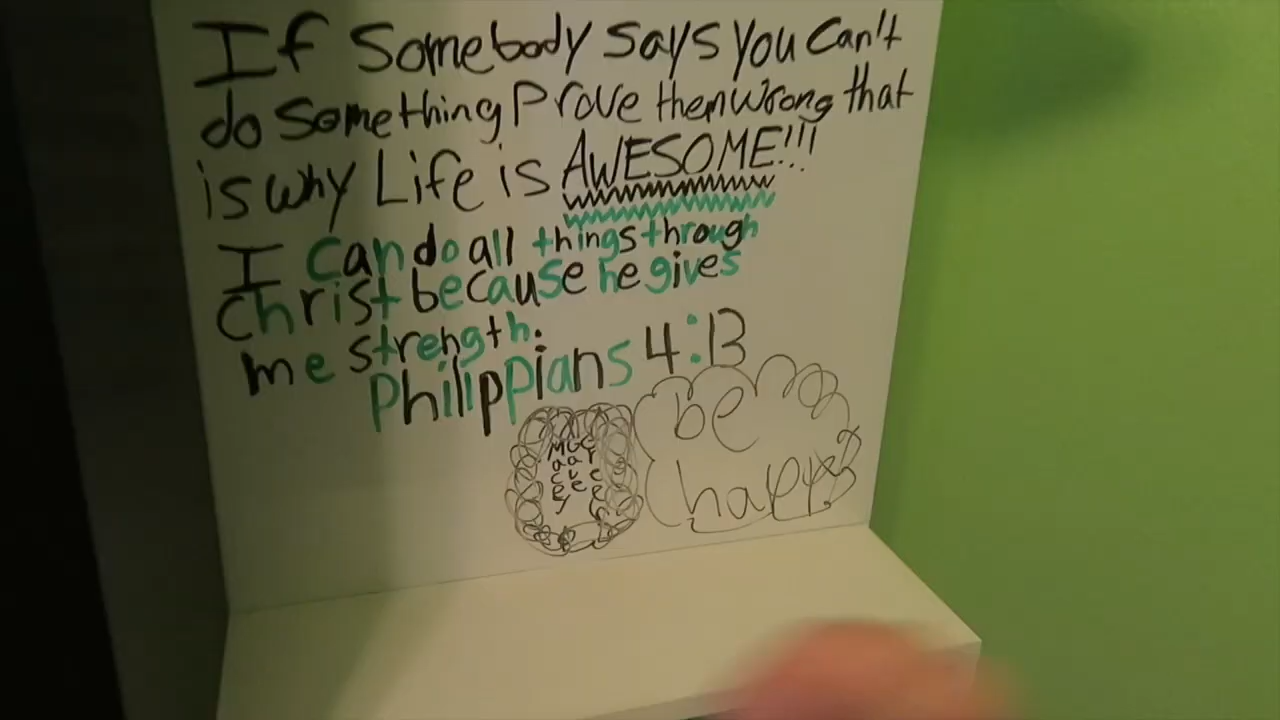 If Somebody says you can't
do something Prove them wrong that
is why Life is AWESOME!!!
I can do all things through
Christ because he gives
me strength.
Philippians 4:13
be
happy